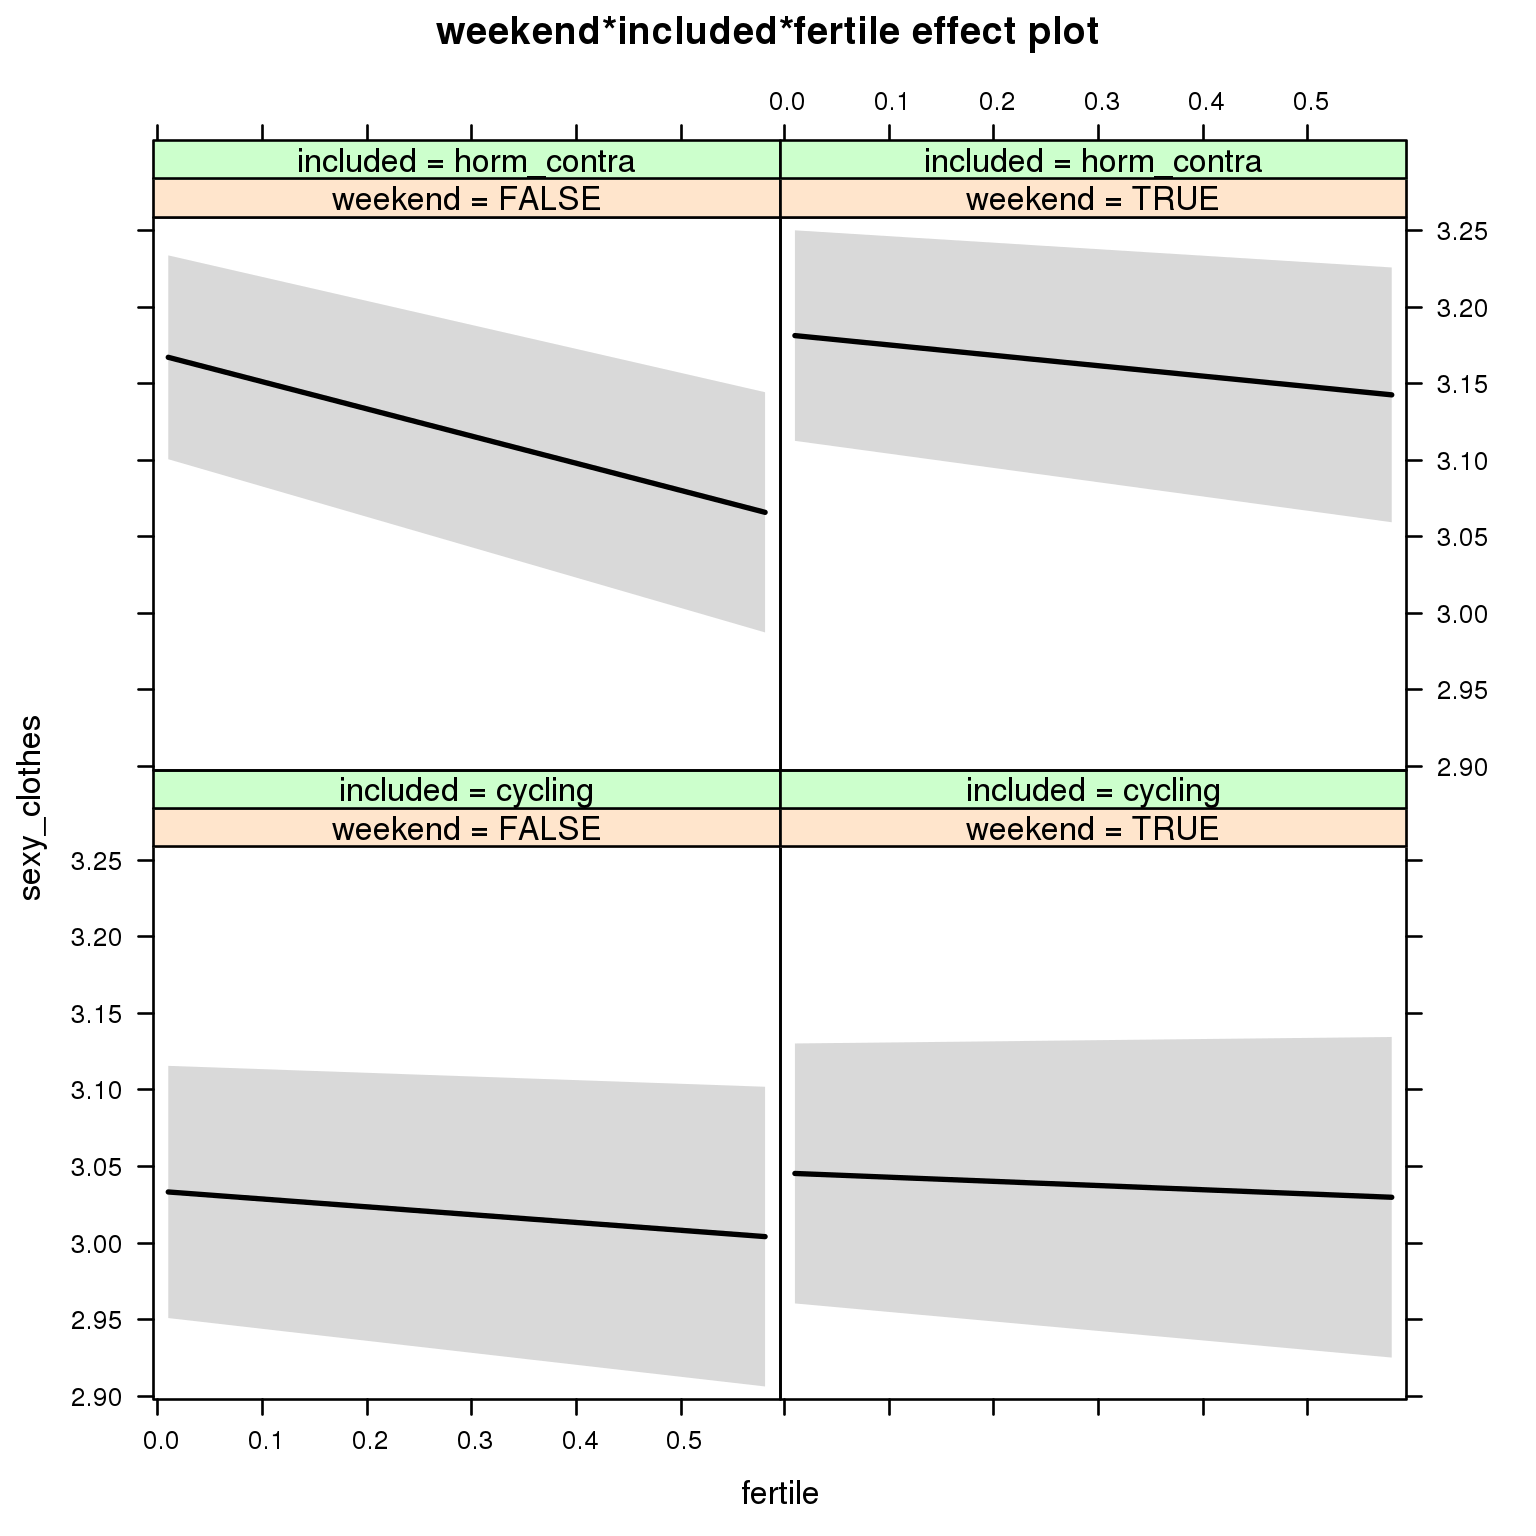 weekend*included*fertile effect plot
0.0 0.1 0.2 0.3 0.4 0.5
included = horm_contra included = horm_contra
weekend = FALSE weekend = TRUE
3.25
3.20
3.15
3.10
3.05
3.00
2.95
2.90
sexy_clothes
included = cycling included = cycling
weekend = FALSE weekend = TRUE
3.25
3.20
3.15
3.10
3.05
3.00
2.95
2.90
0.0 0.1 0.2 0.3 0.4 0.5
fertile